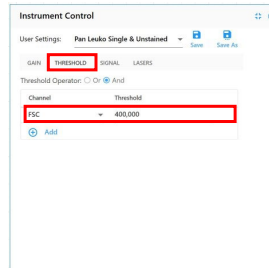 Instrument Control
User Settings: Pan Leuko Single & Unstained Save Save As
GAIN THRESHOLD SIGNAL LASERS
Threshold Operator: Or And
Channel Threshold
FSC 400,000
Add